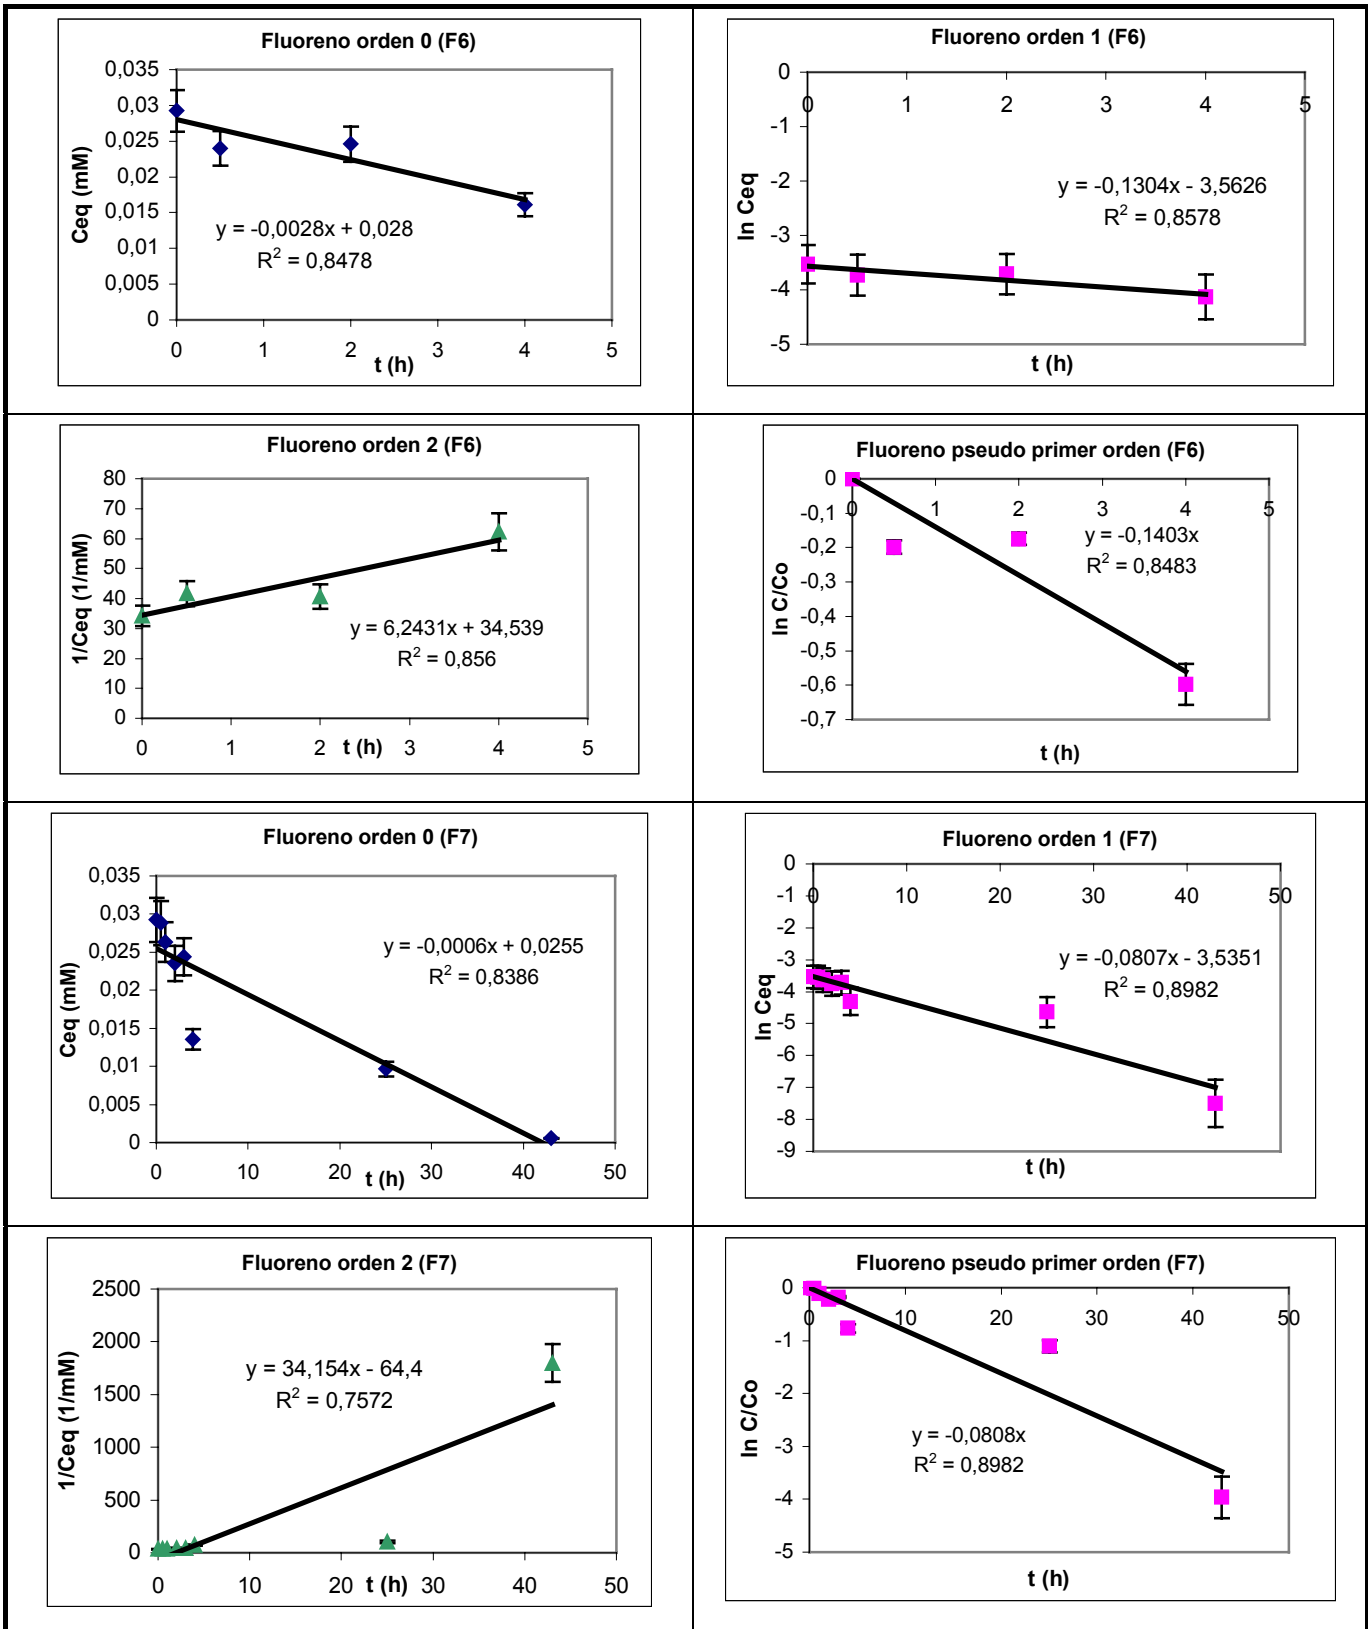 Fluoreno orden 0 (F6)
0,035
0,03
0,025
0,02
0,015
0,01
0,005
0
Ceq (mM)
y = -0,0028x + 0,028
R² = 0,8478
0 1 2 3 4 5
t (h)
Fluoreno orden 1 (F6)
0
-1
-2
-3
-4
-5
ln Ceq
0 1 2 3 4 5
y = -0,1304x - 3,5626
R² = 0,8578
t (h)
Fluoreno orden 2 (F6)
80
70
60
50
40
30
20
10
0
1/Ceq (1/mM)
y = 6,2431x + 34,539
R² = 0,856
0 1 2 3 4 5
t (h)
Fluoreno pseudo primer orden (F6)
0
-0,1
-0,2
-0,3
-0,4
-0,5
-0,6
-0,7
ln C/Co
0 1 2 3 4 5
y = -0,1403x
R² = 0,8483
t (h)
Fluoreno orden 0 (F7)
0,035
0,03
0,025
0,02
0,015
0,01
0,005
0
Ceq (mM)
y = -0,0006x + 0,0255
R² = 0,8386
0 10 20 30 40 50
t (h)
Fluoreno orden 1 (F7)
0
-1
-2
-3
-4
-5
-6
-7
-8
-9
ln Ceq
0 10 20 30 40 50
y = -0,0807x - 3,5351
R² = 0,8982
t (h)
Fluoreno orden 2 (F7)
2500
2000
1500
1000
500
0
1/Ceq (1/mM)
y = 34,154x - 64,4
R² = 0,7572
0 10 20 30 40 50
t (h)
Fluoreno pseudo primer orden (F7)
0
-1
-2
-3
-4
-5
ln C/Co
0 10 20 30 40 50
y = -0,0808x
R² = 0,8982
t (h)